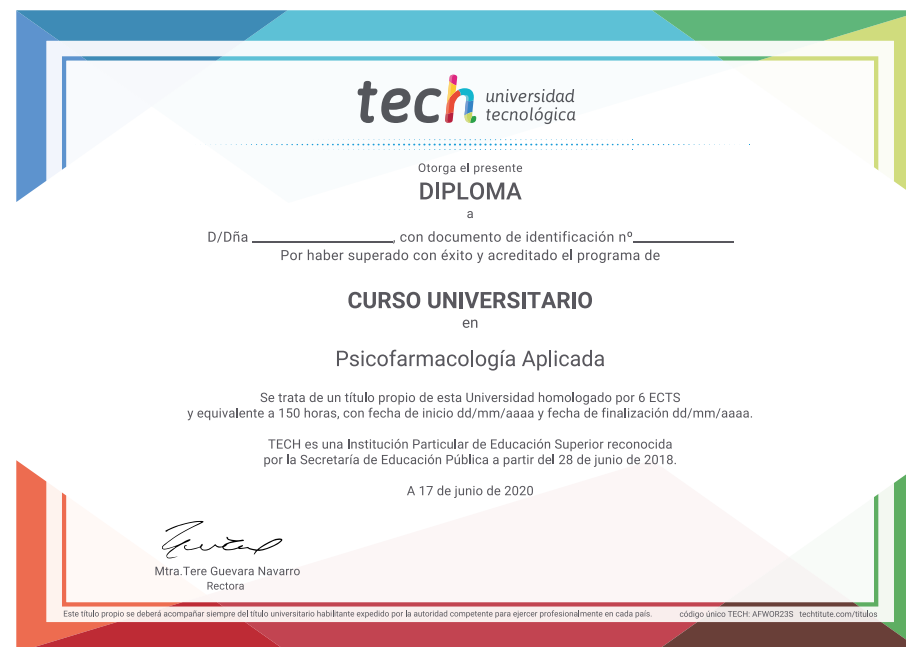 tech universidad
tecnológica
Otorga el presente
DIPLOMA
a
D/Dña ____________________, con documento de identificación nº______________
Por haber superado con éxito y acreditado el programa de
CURSO UNIVERSITARIO
en
Psicofarmacología Aplicada
Se trata de un título propio de esta Universidad homologado por 6 ECTS
y equivalente a 150 horas, con fecha de inicio dd/mm/aaaa y fecha de finalización dd/mm/aaaa.
TECH es una Institución Particular de Educación Superior reconocida
por la Secretaría de Educación Pública a partir del 28 de junio de 2018.
A 17 de junio de 2020
Mtra.Tere Guevara Navarro
Rectora
Este título propio se deberá acompañar siempre del título universitario habilitante expedido por la autoridad competente para ejercer profesionalmente en cada país. código único TECH: AFWOR23S techtitute.com/titulos